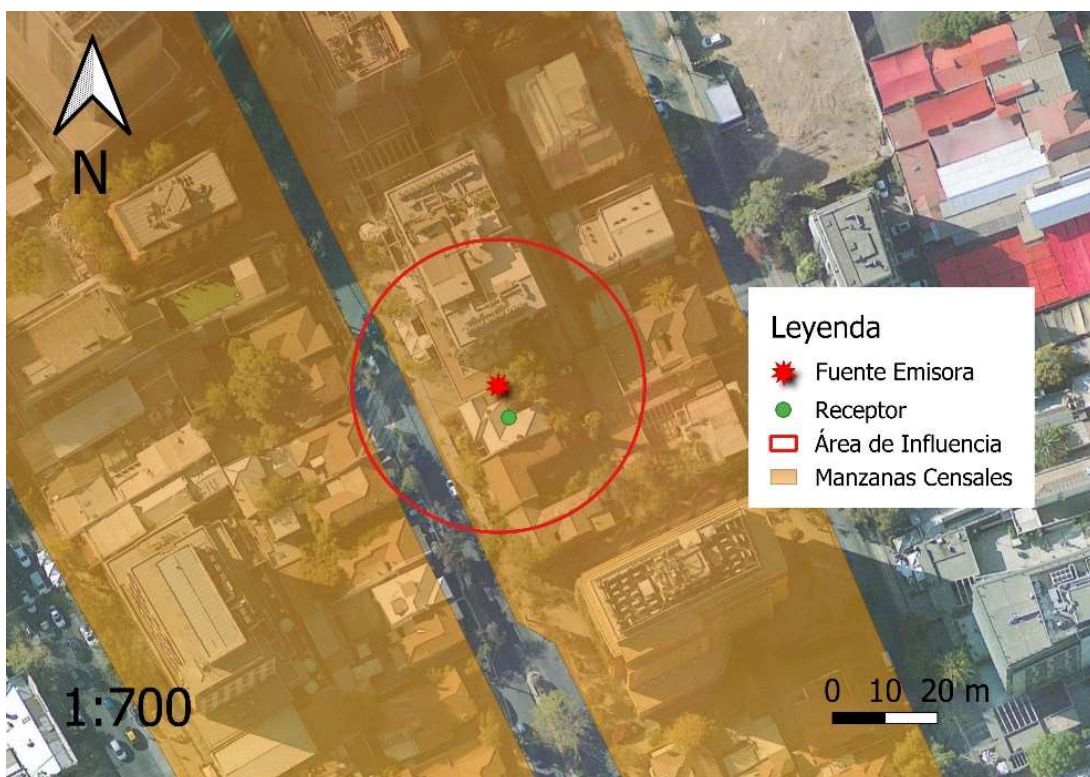 N
Leyenda
Fuente Emisora
Receptor
Área de Influencia
Manzanas Censales
1:700
0 10 20 m